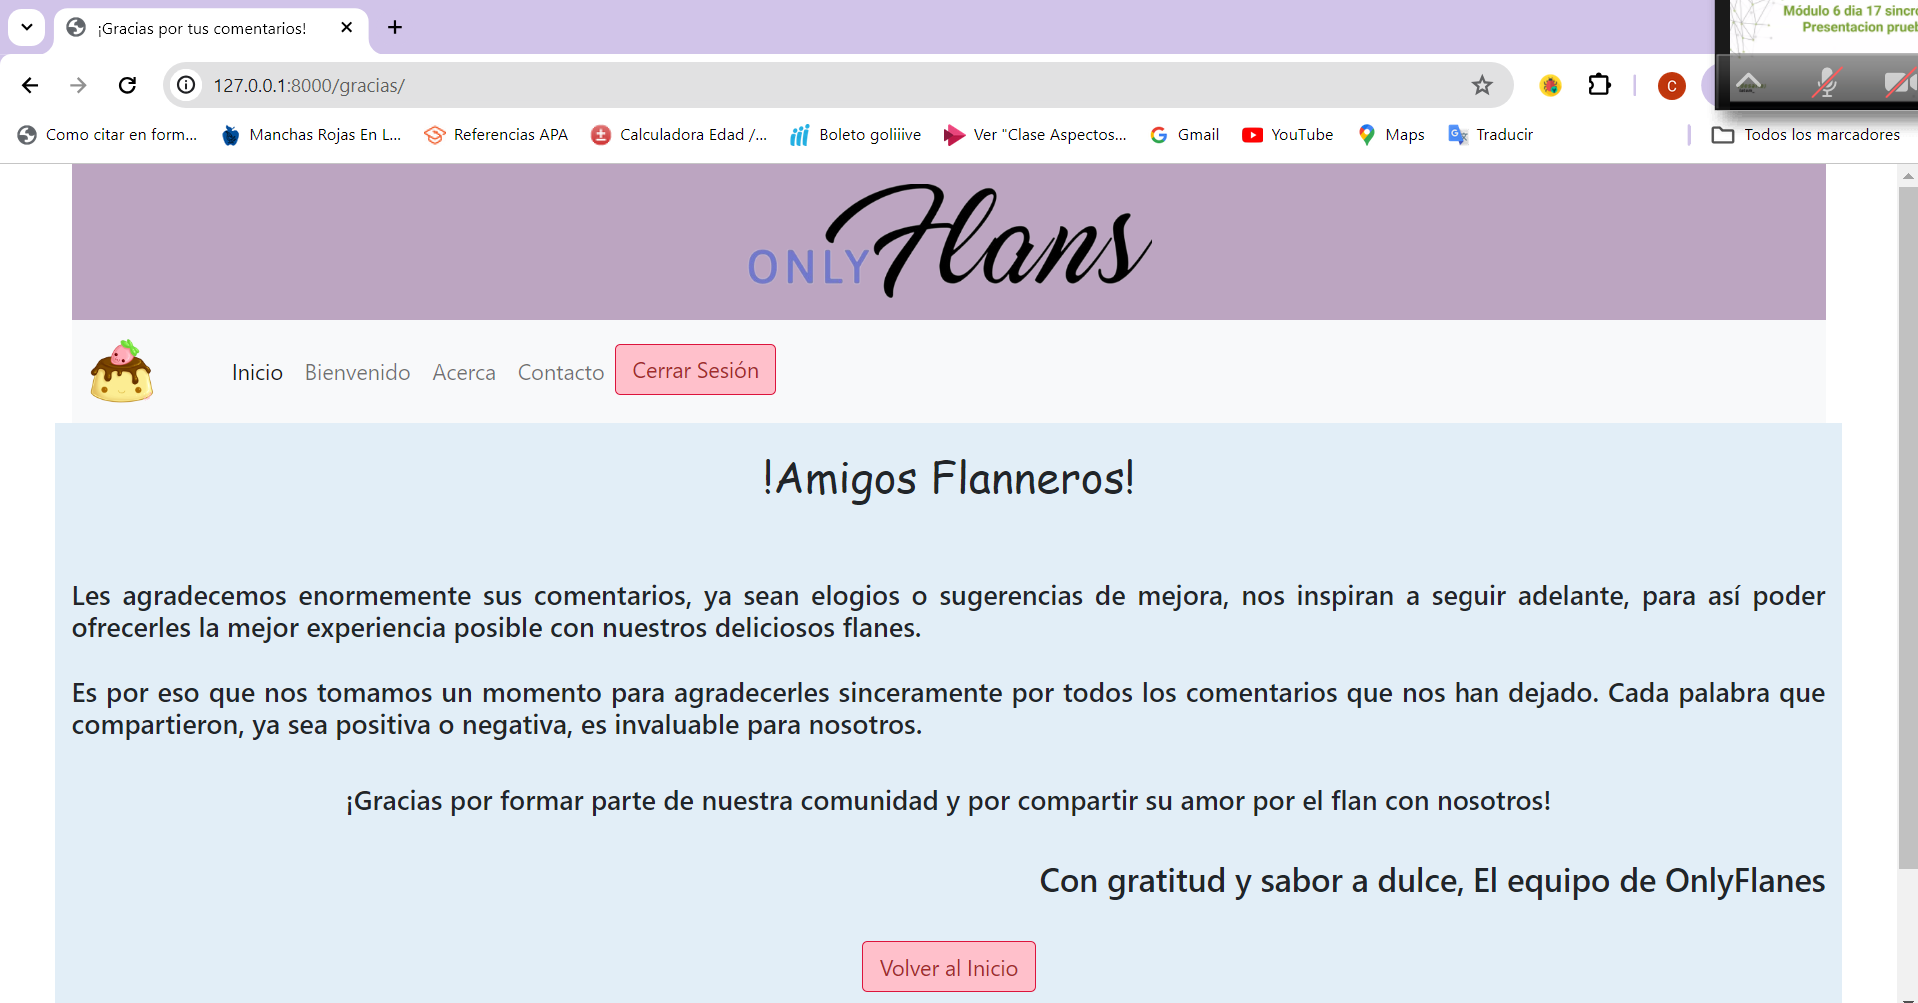 ¡Gracias por tus comentarios!
Módulo 6 dia 17 sincro
Presentacion prueb
127.0.0.1:8000/gracias/
C
Como citar en form...
Manchas Rojas En L...
Referencias APA
Calculadora Edad /...
Boleto goliiive
Ver "Clase Aspectos...
Gmail
YouTube
Maps
Traducir
Todos los marcadores
ONLY Flans
Inicio
Bienvenido
Acerca
Contacto
Cerrar Sesión
!Amigos Flanneros!
Les agradecemos enormemente sus comentarios, ya sean elogios o sugerencias de mejora, nos inspiran a seguir adelante, para así poder
ofrecerles la mejor experiencia posible con nuestros deliciosos flanes.
Es por eso que nos tomamos un momento para agradecerles sinceramente por todos los comentarios que nos han dejado. Cada palabra que
compartieron, ya sea positiva o negativa, es invaluable para nosotros.
¡Gracias por formar parte de nuestra comunidad y por compartir su amor por el flan con nosotros!
Con gratitud y sabor a dulce, El equipo de OnlyFlanes
Volver al Inicio